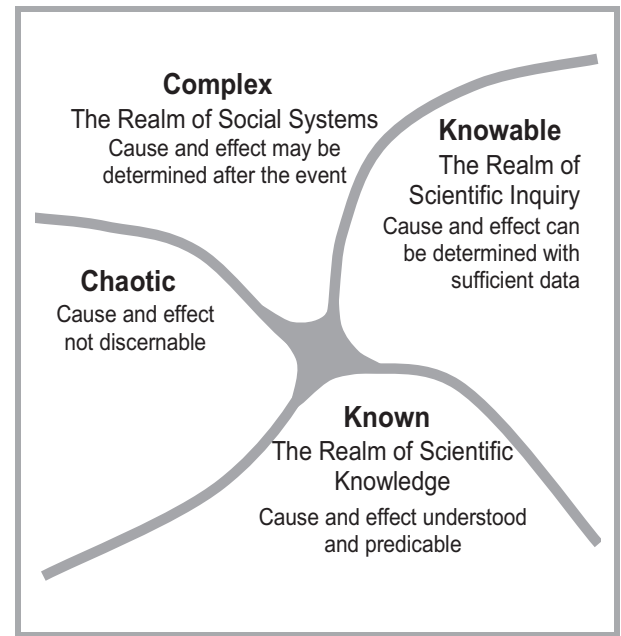 Complex
The Realm of Social Systems
Cause and effect may be
determined after the event
Knowable
The Realm of
Scientific Inquiry
Cause and effect can
be determined with
sufficient data
Chaotic
Cause and effect
not discernable
Known
The Realm of Scientific
Knowledge
Cause and effect understood
and predicable